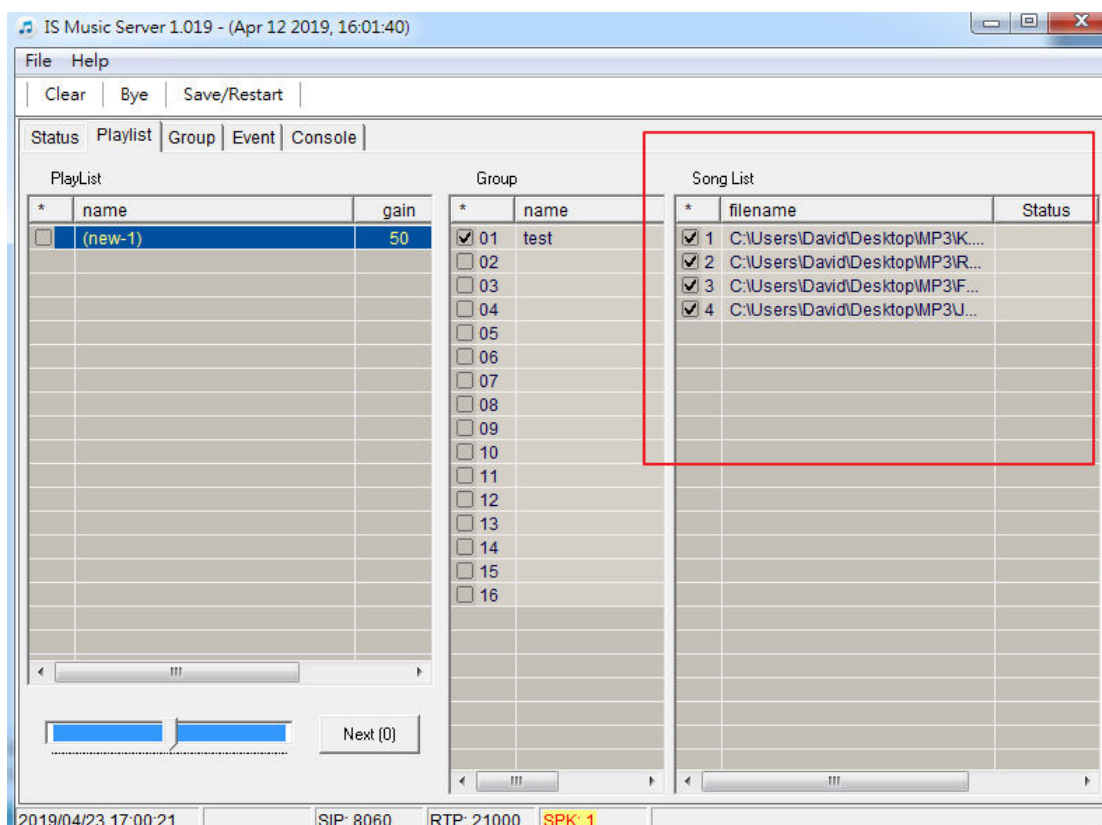 IS Music Server 1.019 - (Apr 12 2019, 16:01:40)
File Help
Clear Bye Save/Restart
Status Playlist Group Event Console
PlayList Group Song List
* name gain * name * filename Status
(new-1) 50 01 test 1 C:\Users\David\Desktop\MP3\K....
02 2 C:\Users\David\Desktop\MP3\R...
03 3 C:\Users\David\Desktop\MP3\F...
04 4 C:\Users\David\Desktop\MP3\J...
05
06
07
08
09
10
11
12
13
14
15
16
Next (0)
2019/04/23 17:00:21 SIP: 8060 RTP: 21000 SPK: 1